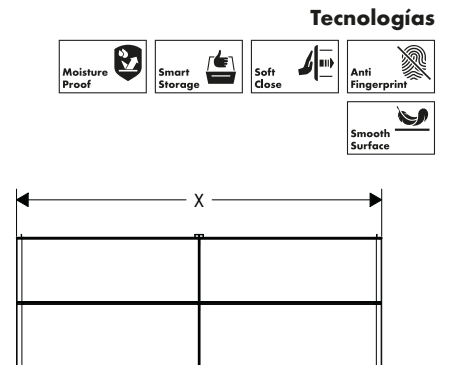 Tecnologías
Moisture
Proof
Smart
Storage
Soft
Close
Anti
Fingerprint
Smooth
Surface
X